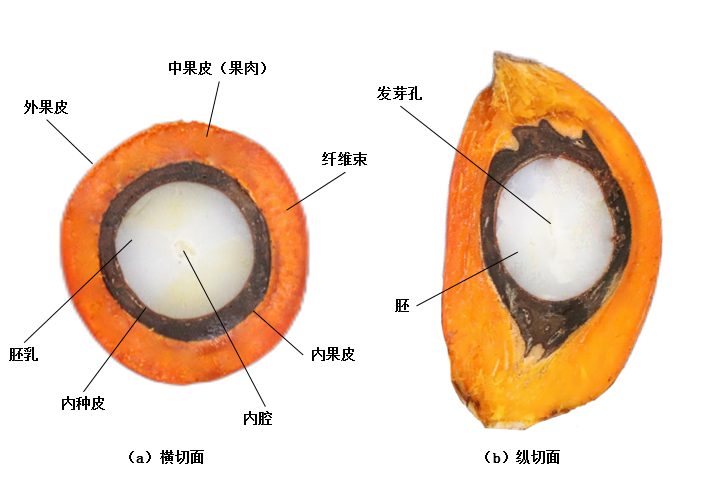 中果皮（果肉）
外果皮
纤维束
胚乳
内种皮
内腔
内果皮
（a）横切面
发芽孔
胚
（b）纵切面